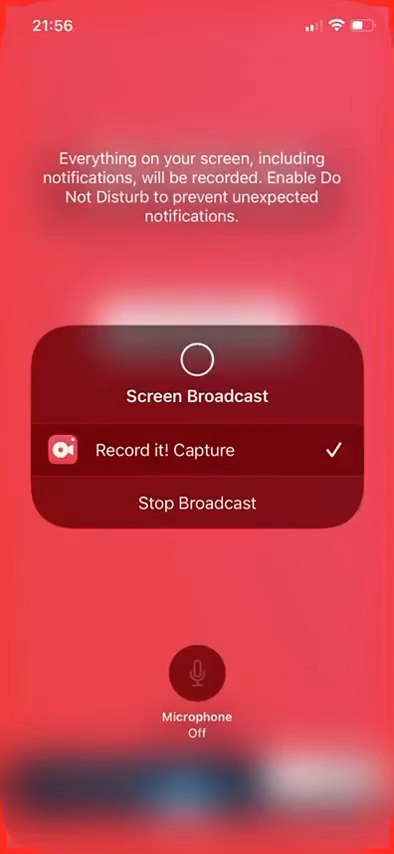 21:56
Everything on your screen, including
notifications, will be recorded. Enable Do
Not Disturb to prevent unexpected
notifications.
Screen Broadcast
Record it! Capture
Stop Broadcast
Microphone
Off